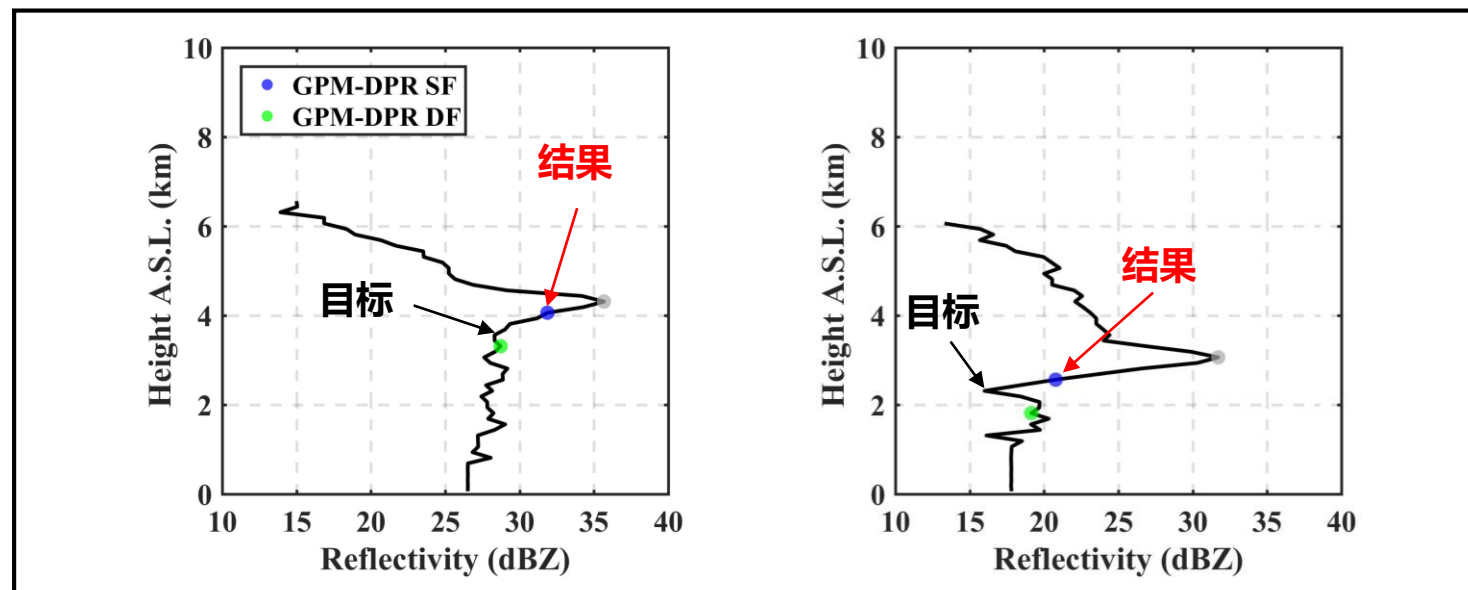 10
8
6
4
2
0
Height A.S.L. (km)
GPM-DPR SF
GPM-DPR DF
结果
目标
10 15 20 25 30 35 40
Reflectivity (dBZ)
10
8
6
4
2
0
Height A.S.L. (km)
结果
目标
10 15 20 25 30 35 40
Reflectivity (dBZ)